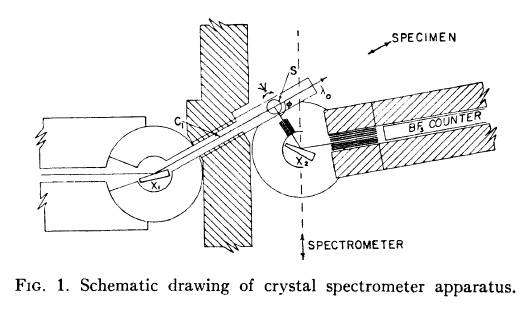 SPECIMEN
S
ψ
λ₀
C₁
φ
BF₃ COUNTER
X₁
X₂
SPECTROMETER
FIG. 1. Schematic drawing of crystal spectrometer apparatus.